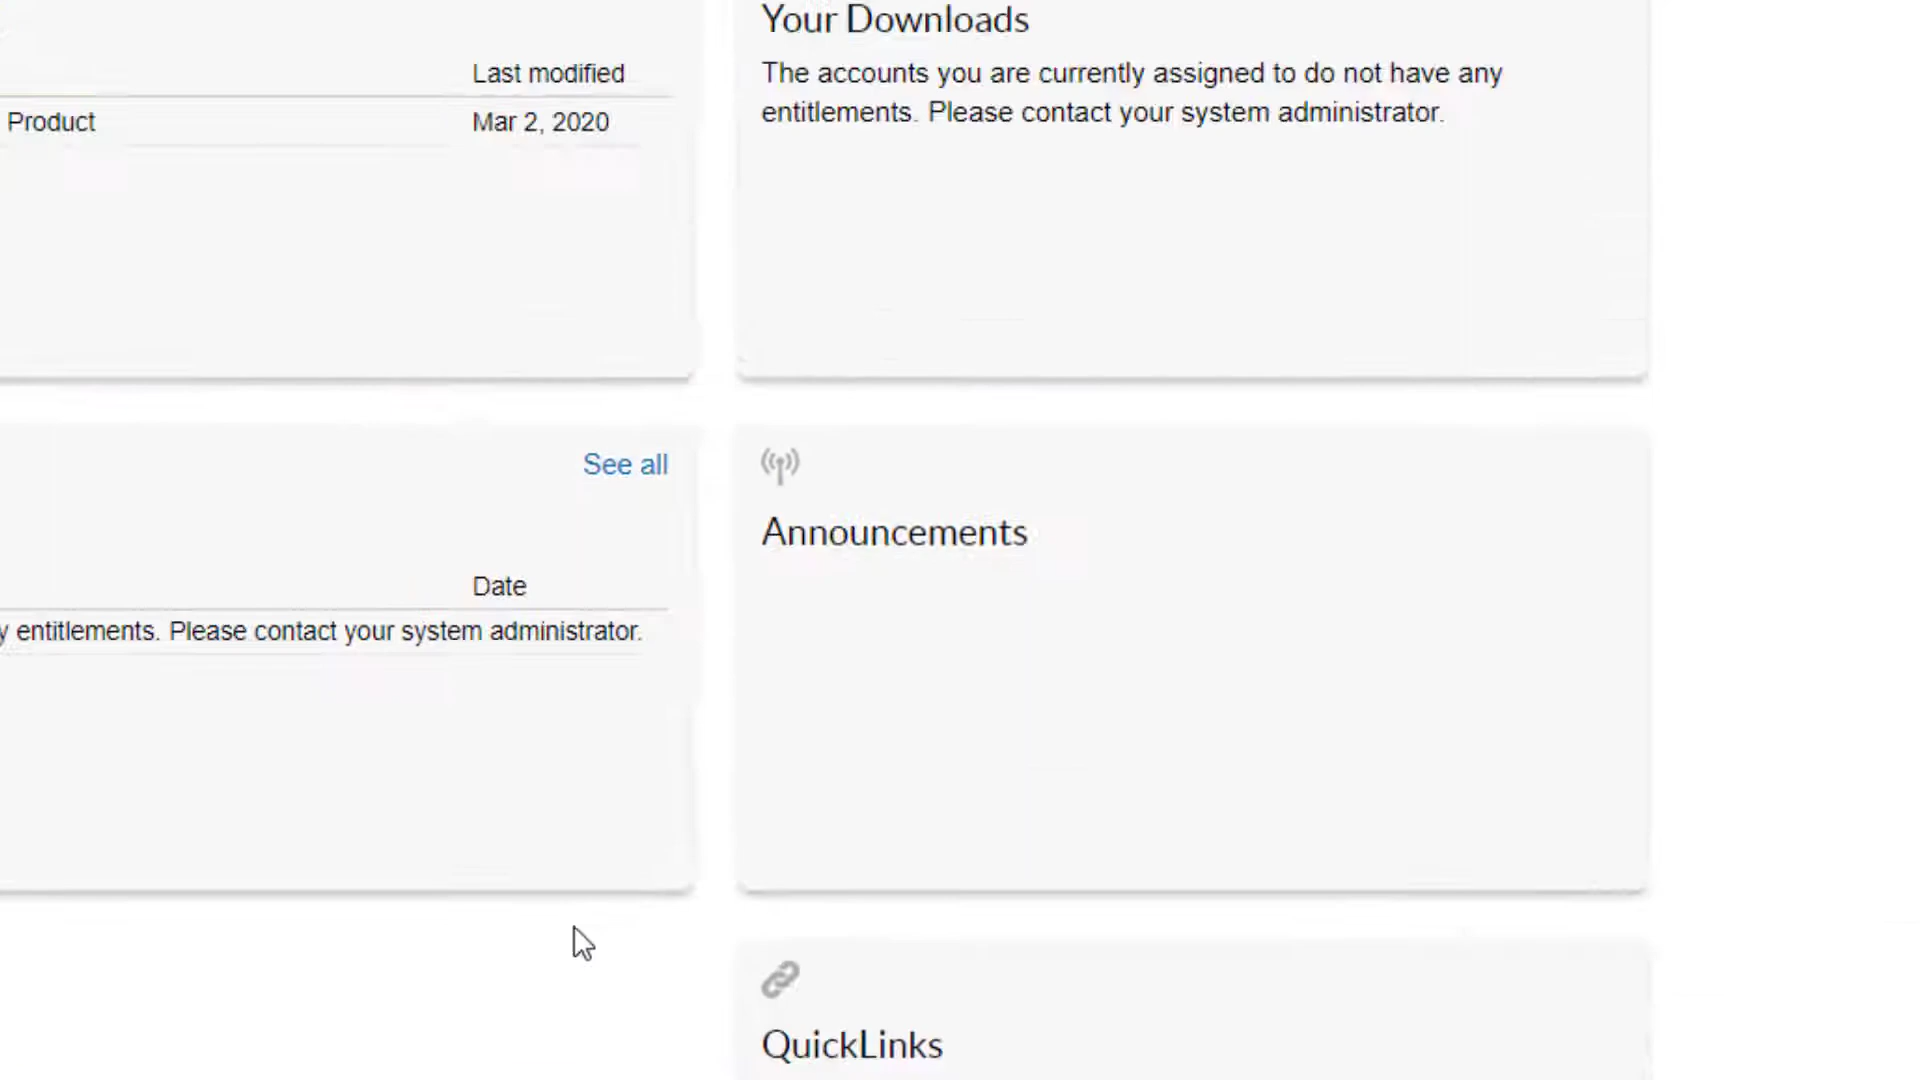 Your Downloads
Last modified
The accounts you are currently assigned to do not have any
entitlements. Please contact your system administrator.
Product
Mar 2, 2020
See all
Announcements
Date
y entitlements. Please contact your system administrator.
QuickLinks